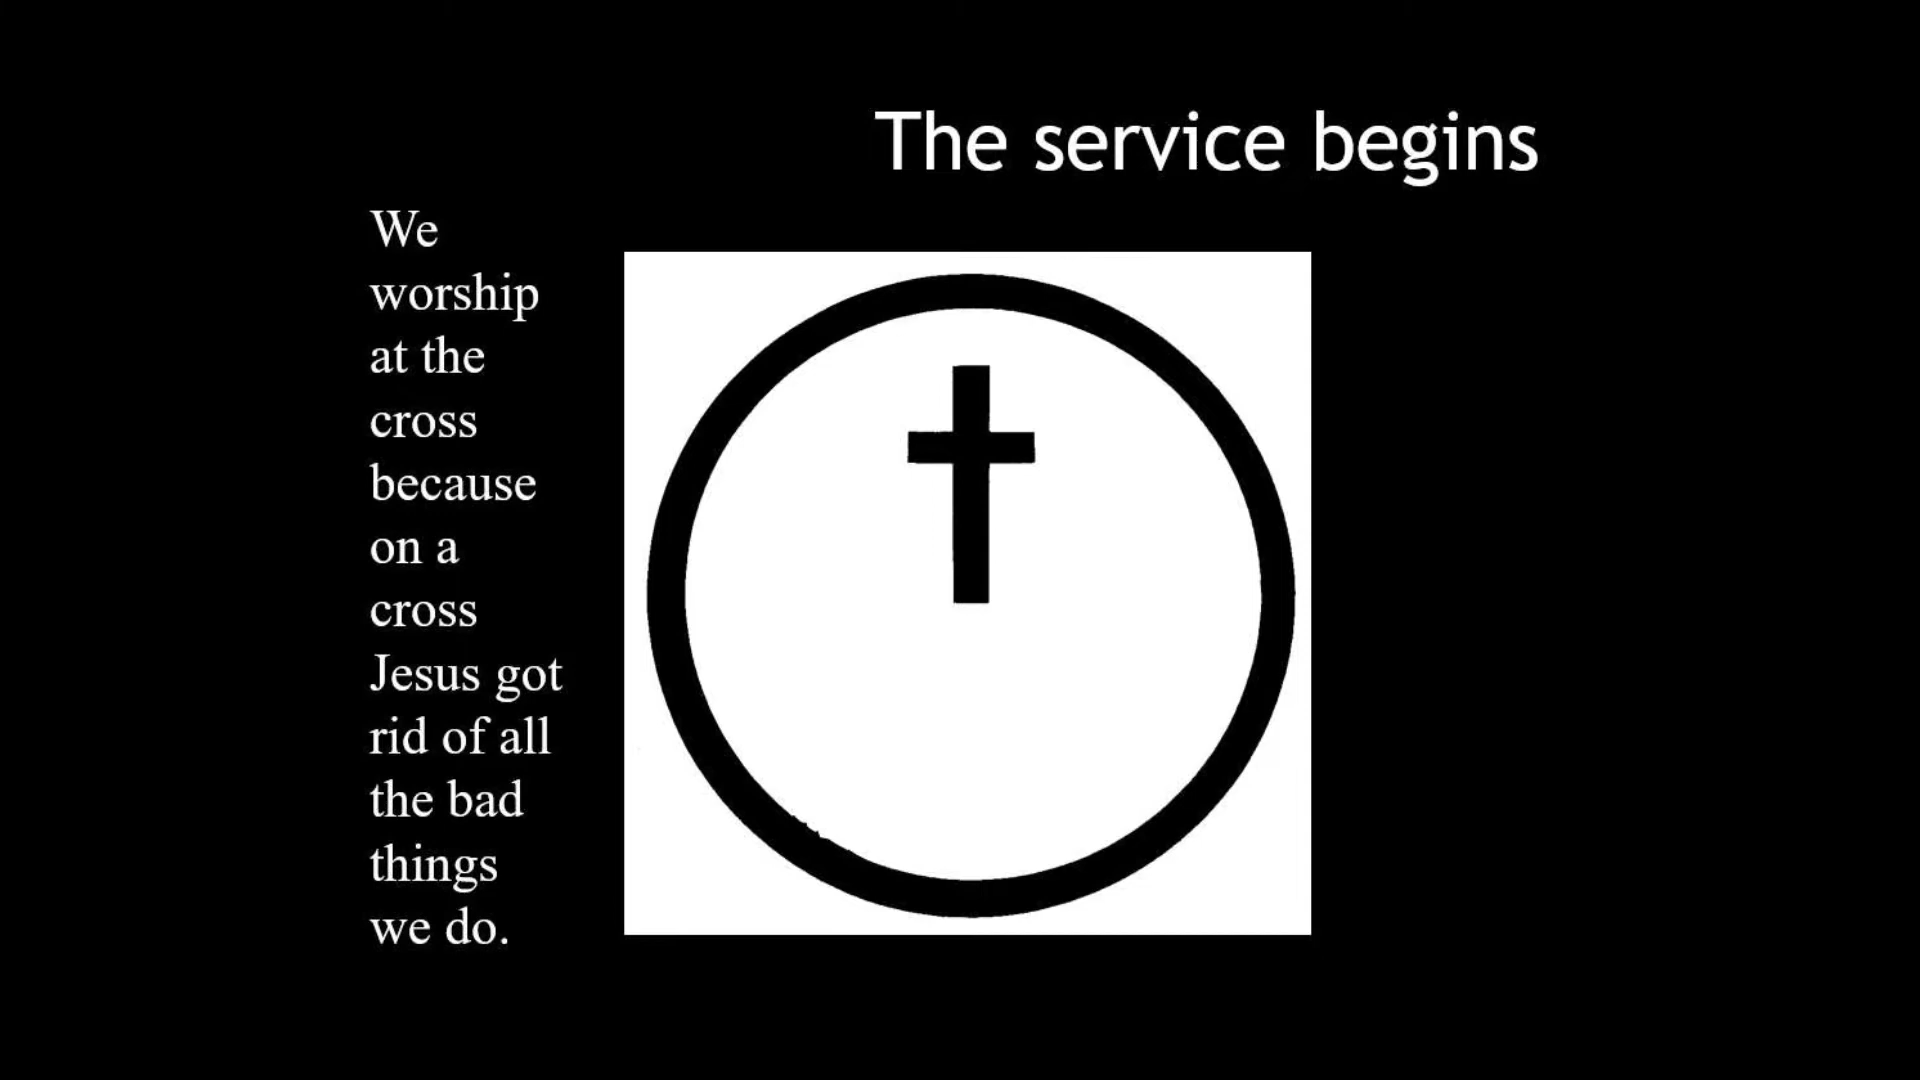 The service begins
We
worship
at the
cross
because
on a
cross
Jesus got
rid of all
the bad
things
we do.